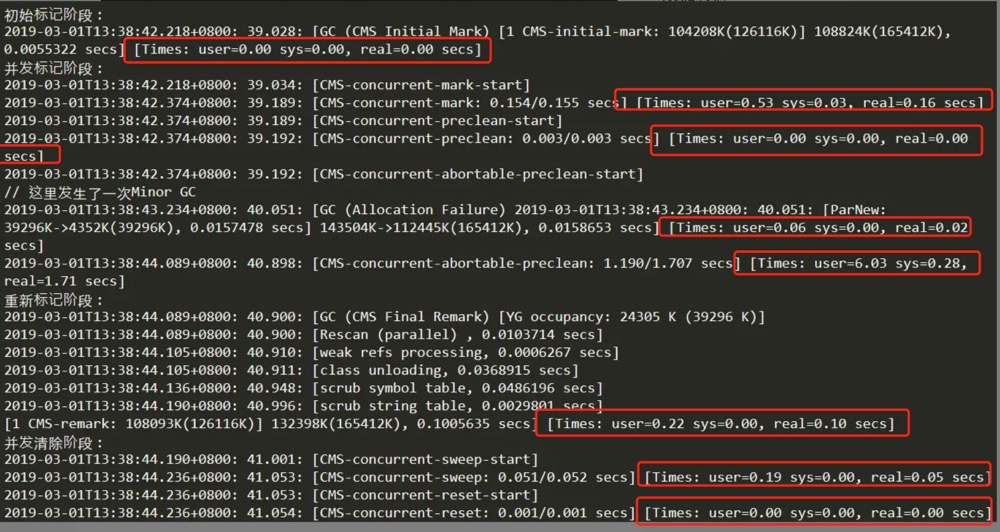 初始标记阶段：
2019-03-01T13:38:42.218+0800: 39.028: [GC (CMS Initial Mark) [1 CMS-initial-mark: 104208K(126116K)] 108824K(165412K),
0.0055322 secs] [Times: user=0.00 sys=0.00, real=0.00 secs]
并发标记阶段：
2019-03-01T13:38:42.218+0800: 39.034: [CMS-concurrent-mark-start]
2019-03-01T13:38:42.374+0800: 39.189: [CMS-concurrent-mark: 0.154/0.155 secs] [Times: user=0.53 sys=0.03, real=0.16 secs]
2019-03-01T13:38:42.374+0800: 39.189: [CMS-concurrent-preclean-start]
2019-03-01T13:38:42.374+0800: 39.192: [CMS-concurrent-preclean: 0.003/0.003 secs] [Times: user=0.00 sys=0.00, real=0.00
secs]
2019-03-01T13:38:42.374+0800: 39.192: [CMS-concurrent-abortable-preclean-start]
// 这里发生了一次Minor GC
2019-03-01T13:38:43.234+0800: 40.051: [GC (Allocation Failure) 2019-03-01T13:38:43.234+0800: 40.051: [ParNew:
39296K->4352K(39296K), 0.0157478 secs] 143504K->112445K(165412K), 0.0158653 secs] [Times: user=0.06 sys=0.00, real=0.02
secs]
2019-03-01T13:38:44.089+0800: 40.898: [CMS-concurrent-abortable-preclean: 1.190/1.707 secs] [Times: user=6.03 sys=0.28,
real=1.71 secs]
重新标记阶段：
2019-03-01T13:38:44.089+0800: 40.900: [GC (CMS Final Remark) [YG occupancy: 24305 K (39296 K)]
2019-03-01T13:38:44.089+0800: 40.900: [Rescan (parallel) , 0.0103714 secs]
2019-03-01T13:38:44.105+0800: 40.910: [weak refs processing, 0.0006267 secs]
2019-03-01T13:38:44.105+0800: 40.911: [class unloading, 0.0368915 secs]
2019-03-01T13:38:44.136+0800: 40.948: [scrub symbol table, 0.0486196 secs]
2019-03-01T13:38:44.190+0800: 40.996: [scrub string table, 0.0029801 secs]
[1 CMS-remark: 108093K(126116K)] 132398K(165412K), 0.1005635 secs] [Times: user=0.22 sys=0.00, real=0.10 secs]
并发清除阶段：
2019-03-01T13:38:44.190+0800: 41.001: [CMS-concurrent-sweep-start]
2019-03-01T13:38:44.236+0800: 41.053: [CMS-concurrent-sweep: 0.051/0.052 secs] [Times: user=0.19 sys=0.00, real=0.05 secs]
2019-03-01T13:38:44.236+0800: 41.053: [CMS-concurrent-reset-start]
2019-03-01T13:38:44.236+0800: 41.054: [CMS-concurrent-reset: 0.001/0.001 secs] [Times: user=0.00 sys=0.00, real=0.00 secs]